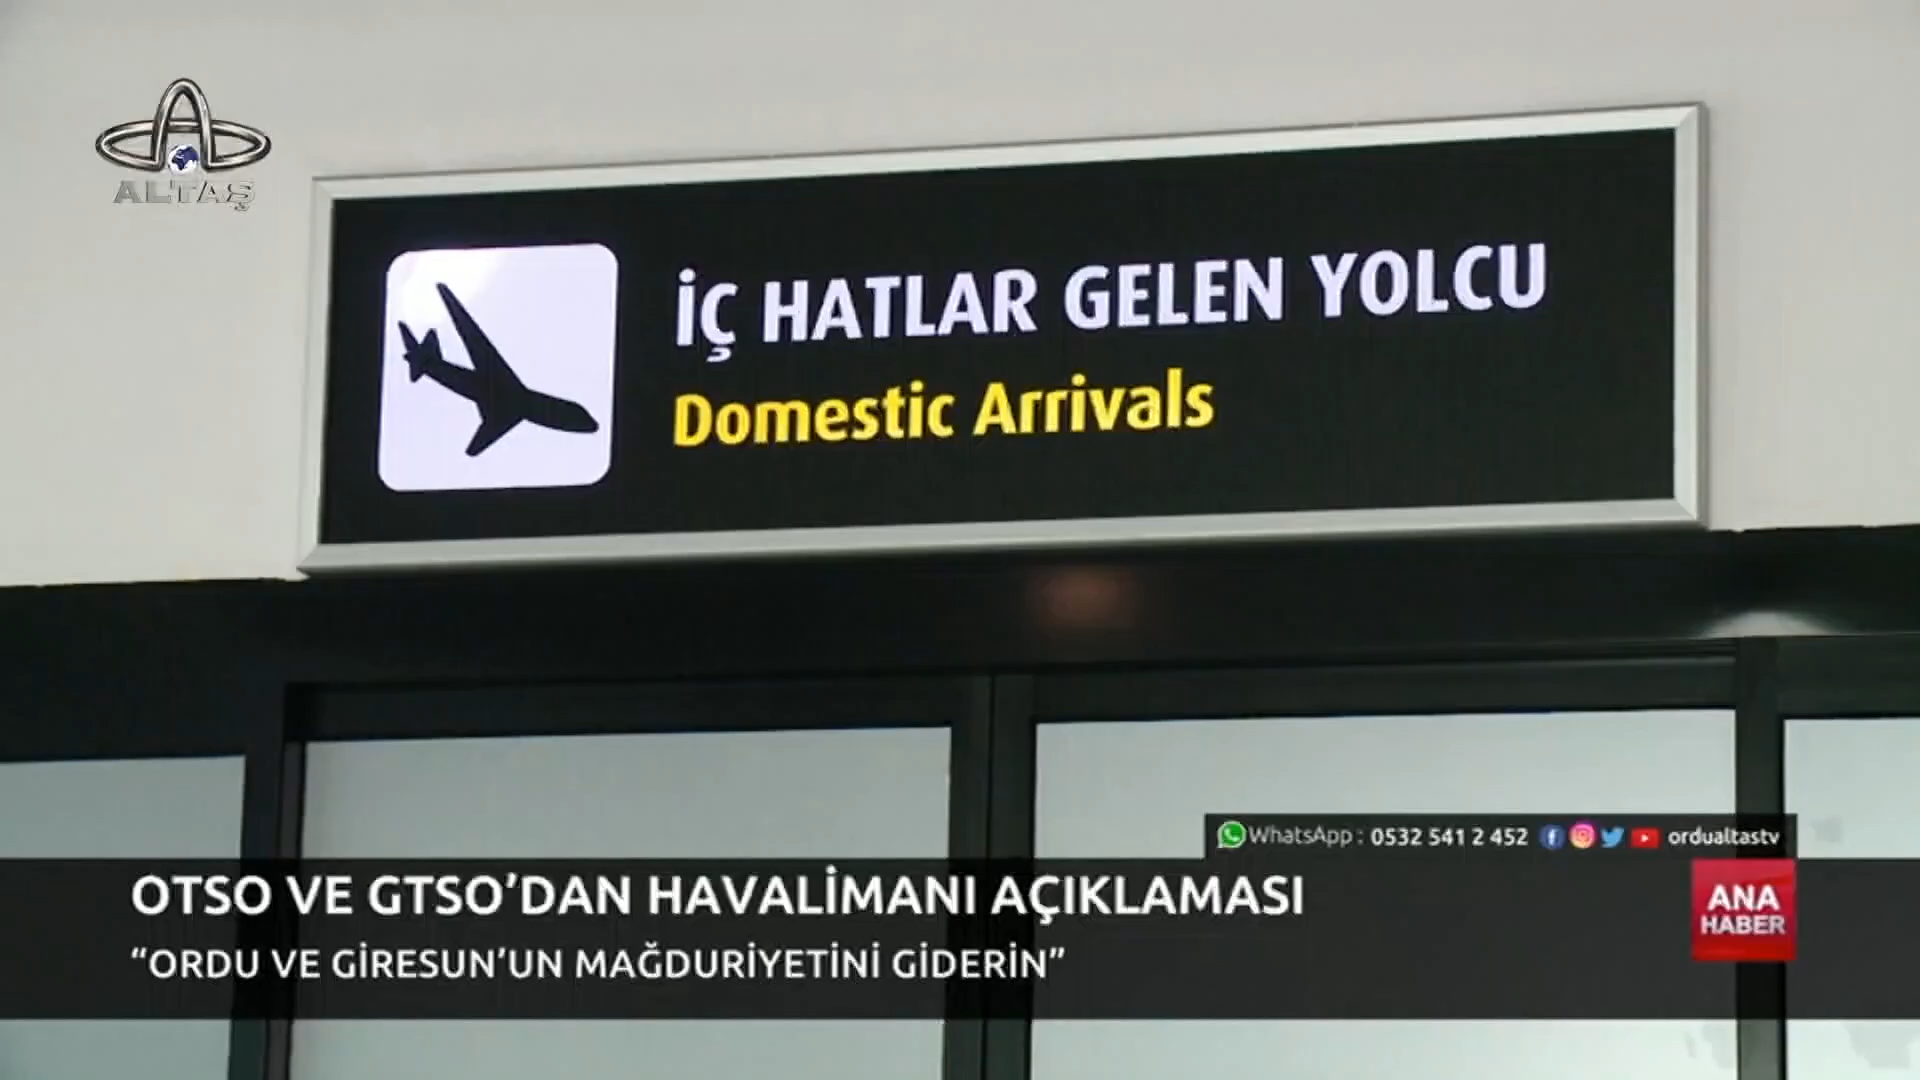 ALTAŞ
İÇ HATLAR GELEN YOLCU
Domestic Arrivals
WhatsApp : 0532 541 2 452 ordualtastv
OTSO VE GTSO’DAN HAVALİMANI AÇIKLAMASI
“ORDU VE GİRESUN’UN MAĞDURİYETİNİ GİDERİN”
ANA
HABER